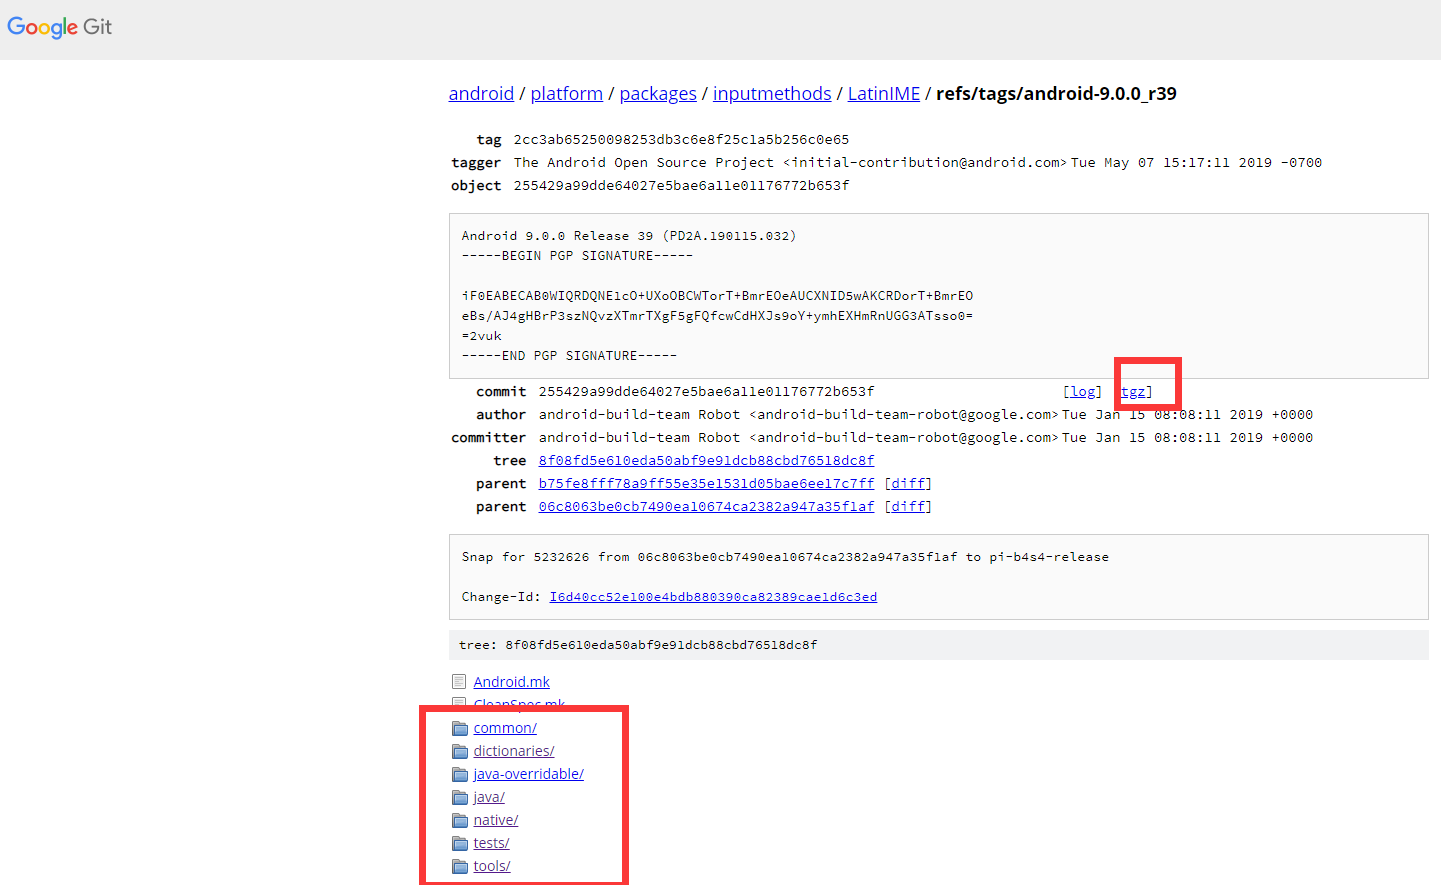 Google Git
android / platform / packages / inputmethods / LatinIME / refs/tags/android-9.0.0_r39
tag 2cc3ab65250098253db3c6e8f25c1a5b256c0e65
tagger The Android Open Source Project <initial-contribution@android.com> Tue May 07 15:17:11 2019 -0700
object 255429a99dde64027e5bae6a11e01176772b653f
Android 9.0.0 Release 39 (PD2A.190115.032)
-----BEGIN PGP SIGNATURE-----
iF0EABECAB0WIQRDQNE1cO+UXoOBCWTorT+BmrEOeAUCXNID5wAKCRDorT+BmrEO
eBs/AJ4gHBrP3szNQvzXTmrTXgF5gFQfcwCdHXJs9oY+ymhEXHmRnUGG3ATsso0=
=2vuk
-----END PGP SIGNATURE-----
commit 255429a99dde64027e5bae6a11e01176772b653f [log] tgz]
author android-build-team Robot <android-build-team-robot@google.com> Tue Jan 15 08:08:11 2019 +0000
committer android-build-team Robot <android-build-team-robot@google.com> Tue Jan 15 08:08:11 2019 +0000
tree 8f08fd5e610eda50abf9e91dcb88cbd76518dc8f
parent b75fe8fff78a9ff55e35e1531d05bae6ee17c7ff [diff]
parent 06c8063be0cb7490ea10674ca2382a947a35f1af [diff]
Snap for 5232626 from 06c8063be0cb7490ea10674ca2382a947a35f1af to pi-b4s4-release
Change-Id: I6d40cc52e100e4bdb880390ca82389cae1d6c3ed
tree: 8f08fd5e610eda50abf9e91dcb88cbd76518dc8f
Android.mk
CleanSpec.mk
common/
dictionaries/
java-overridable/
java/
native/
tests/
tools/